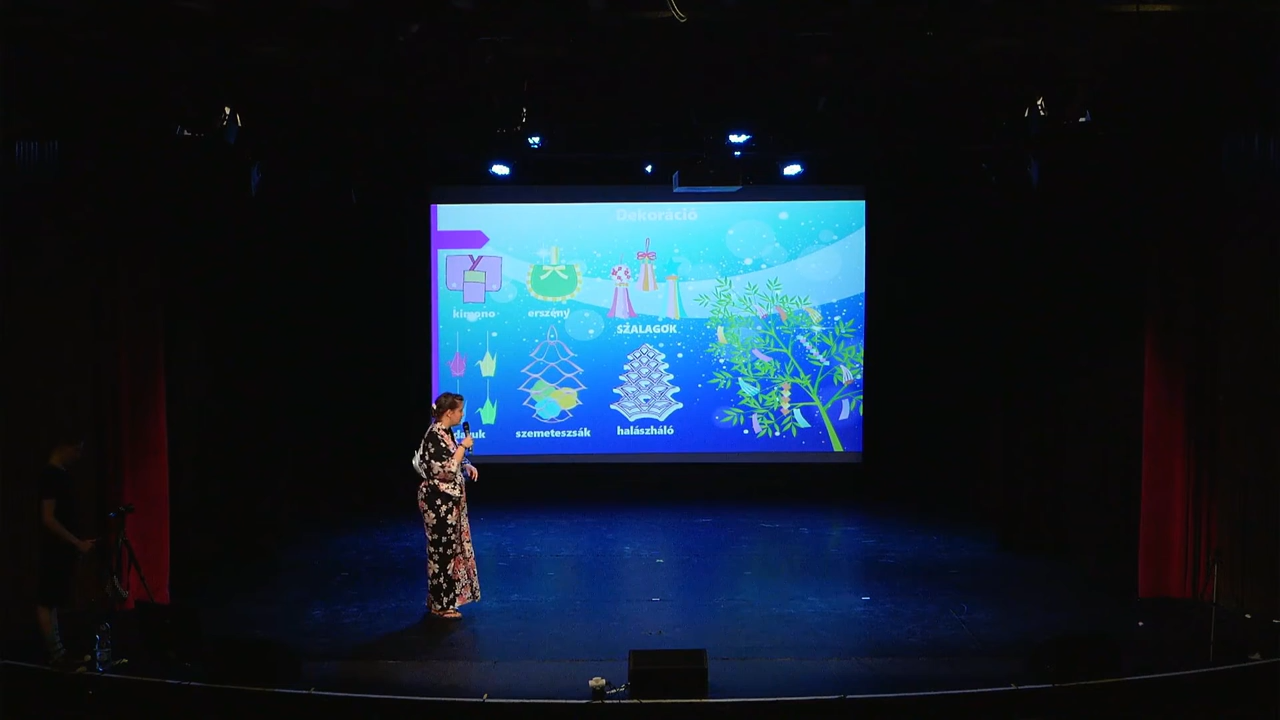 Dekoráció
kimono
erszény
SZALAGOK
szemeteszsák
halászháló